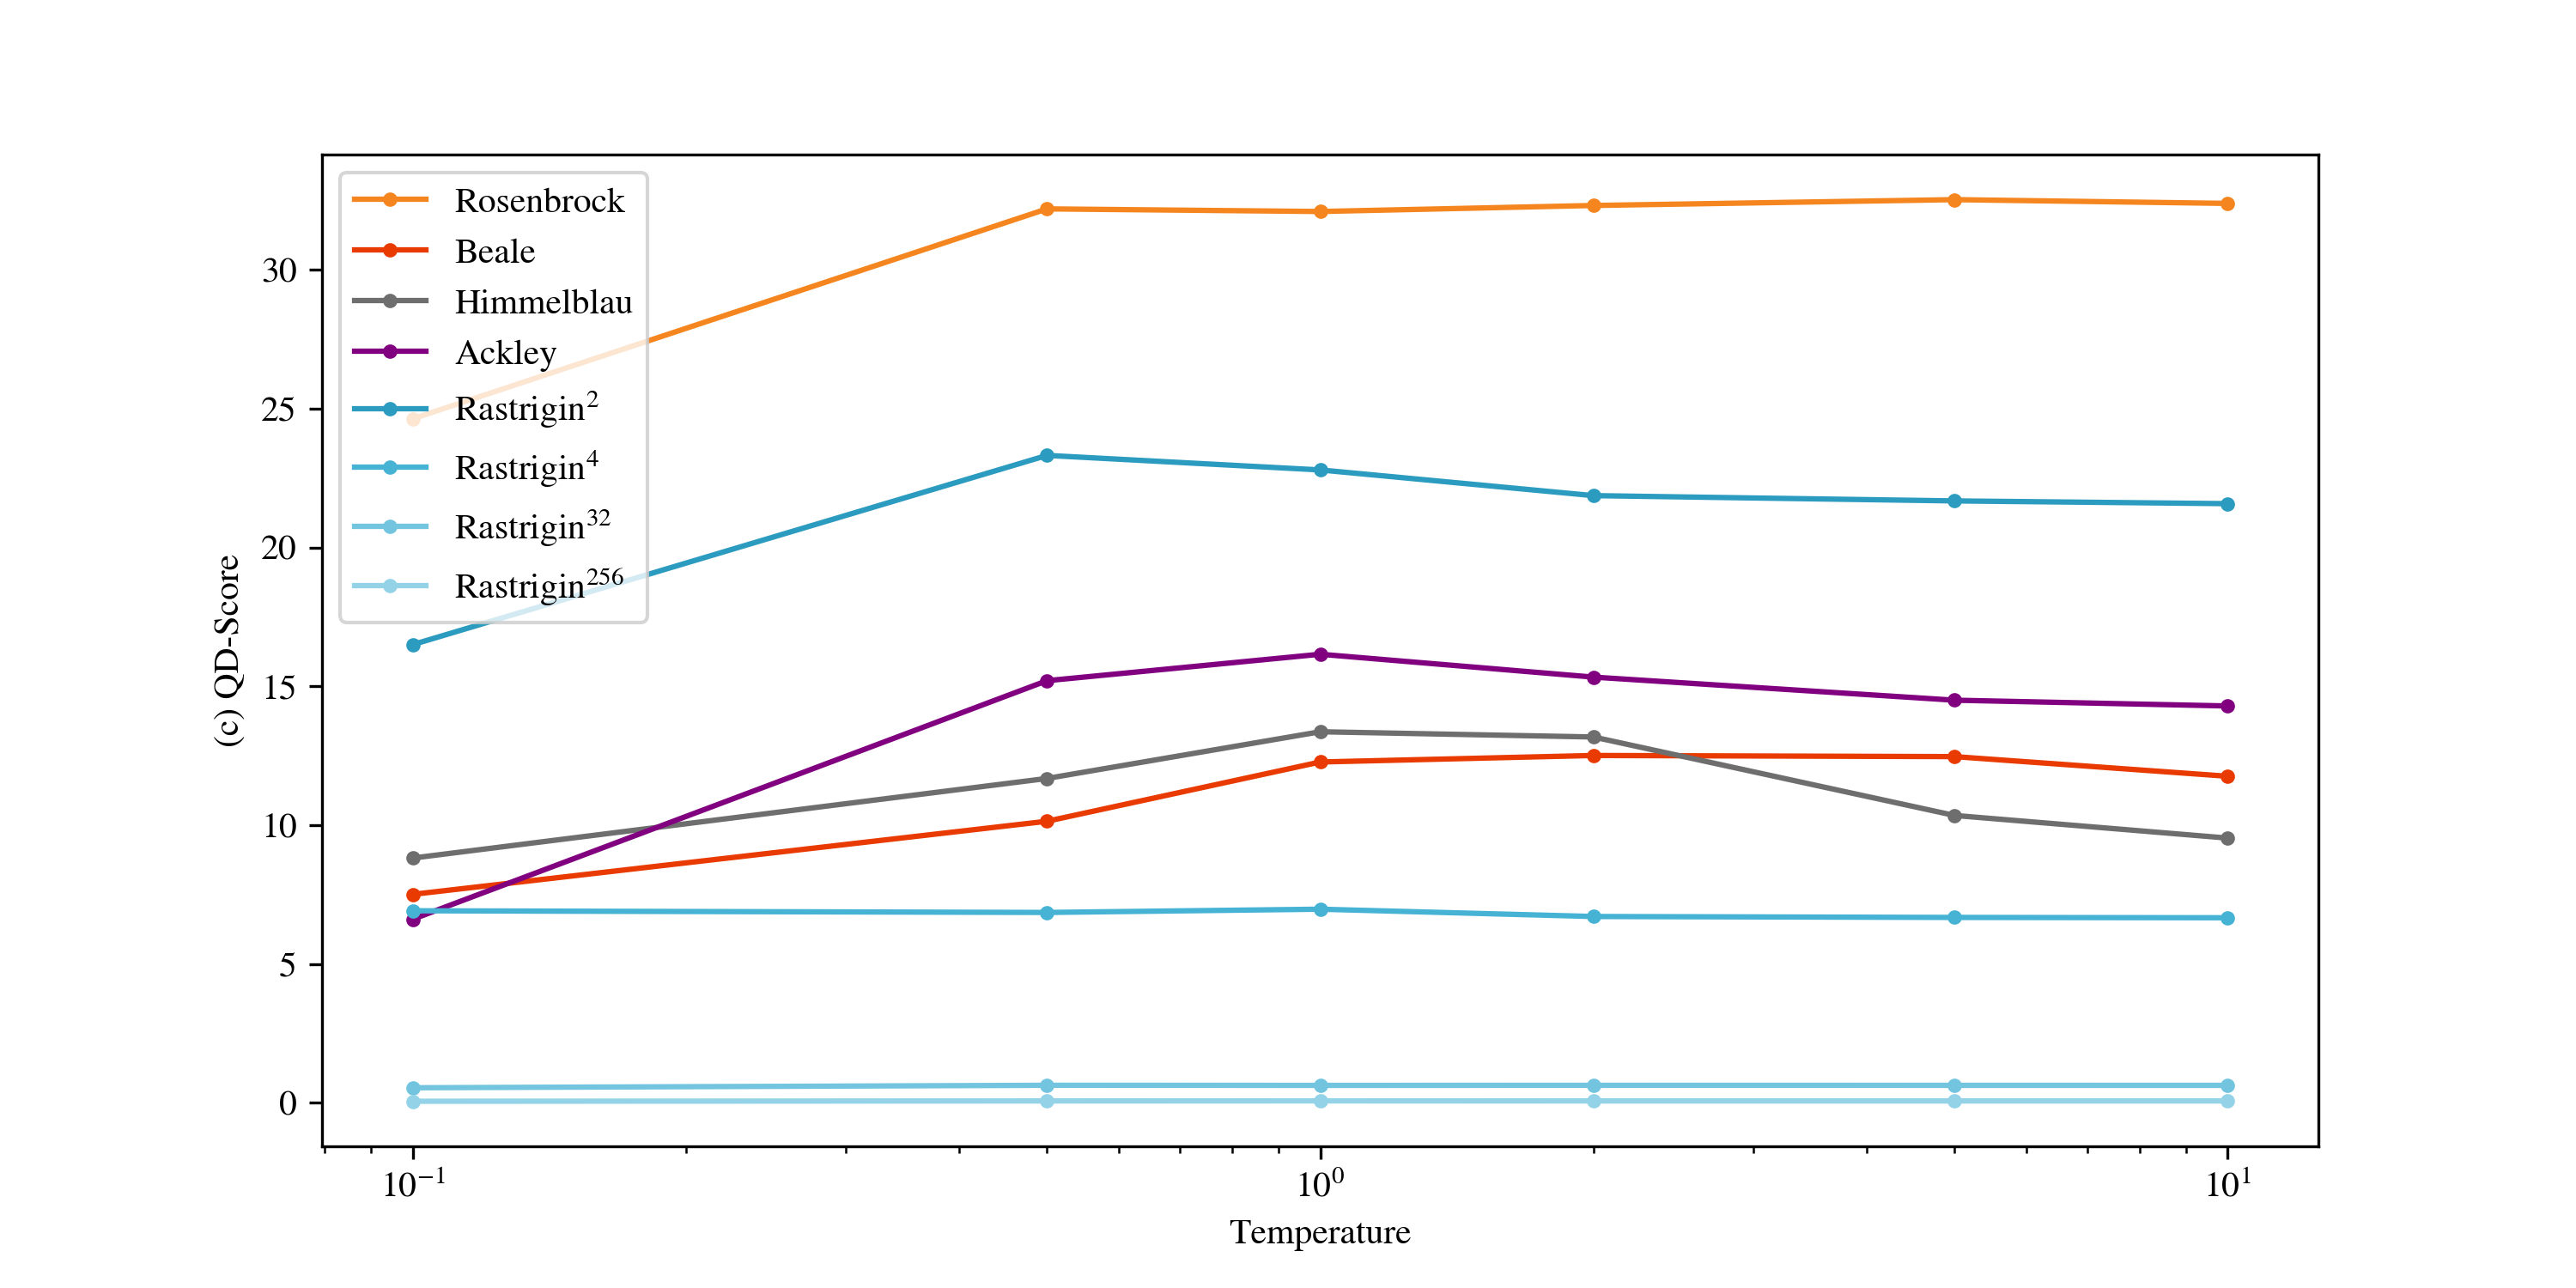 Rosenbrock
Beale
Himmelblau
Ackley
Rastrigin²
Rastrigin⁴
Rastrigin³²
Rastrigin²⁵⁶
30
25
20
15
10
5
0
(c) QD-Score
10⁻¹
10⁰
10¹
Temperature